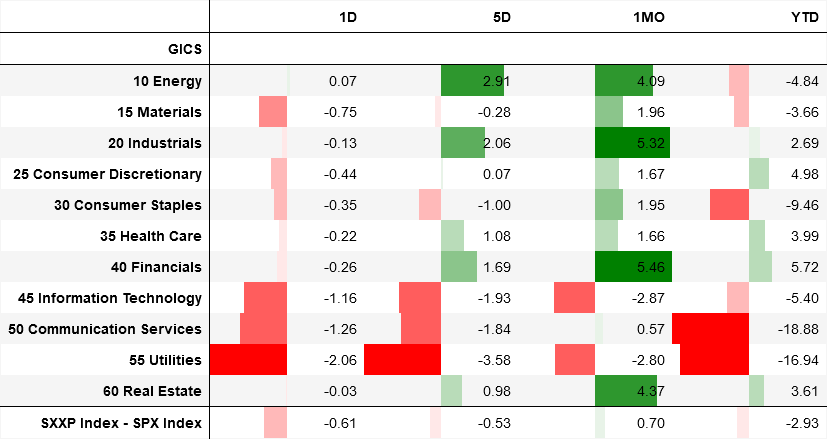 1D 5D 1MO YTD
GICS
10 Energy 0.07 2.91 4.09 -4.84
15 Materials -0.75 -0.28 1.96 -3.66
20 Industrials -0.13 2.06 5.32 2.69
25 Consumer Discretionary -0.44 0.07 1.67 4.98
30 Consumer Staples -0.35 -1.00 1.95 -9.46
35 Health Care -0.22 1.08 1.66 3.99
40 Financials -0.26 1.69 5.46 5.72
45 Information Technology -1.16 -1.93 -2.87 -5.40
50 Communication Services -1.26 -1.84 0.57 -18.88
55 Utilities -2.06 -3.58 -2.80 -16.94
60 Real Estate -0.03 0.98 4.37 3.61
SXXP Index - SPX Index -0.61 -0.53 0.70 -2.93